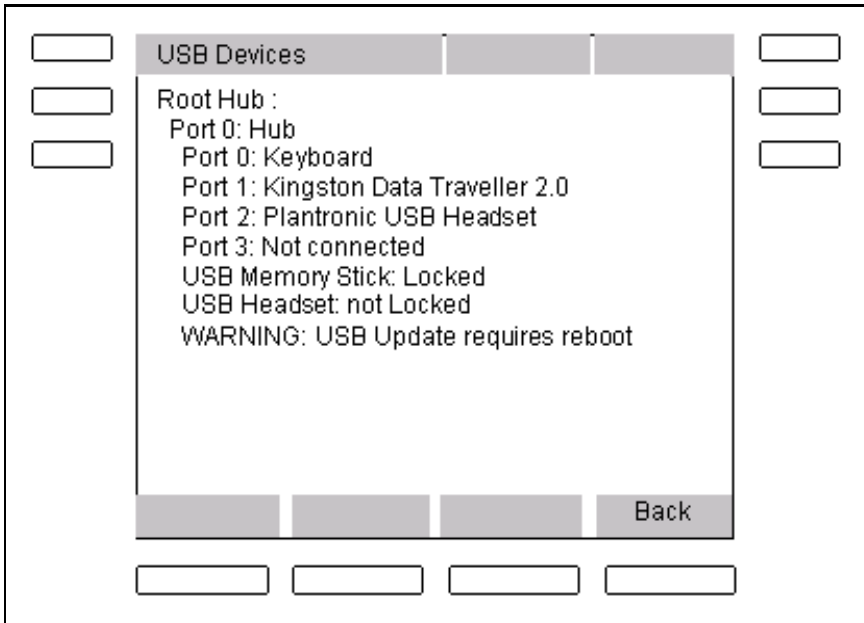 USB Devices
Root Hub :
Port 0: Hub
Port 0: Keyboard
Port 1: Kingston Data Traveller 2.0
Port 2: Plantronic USB Headset
Port 3: Not connected
USB Memory Stick: Locked
USB Headset: not Locked
WARNING: USB Update requires reboot
Back